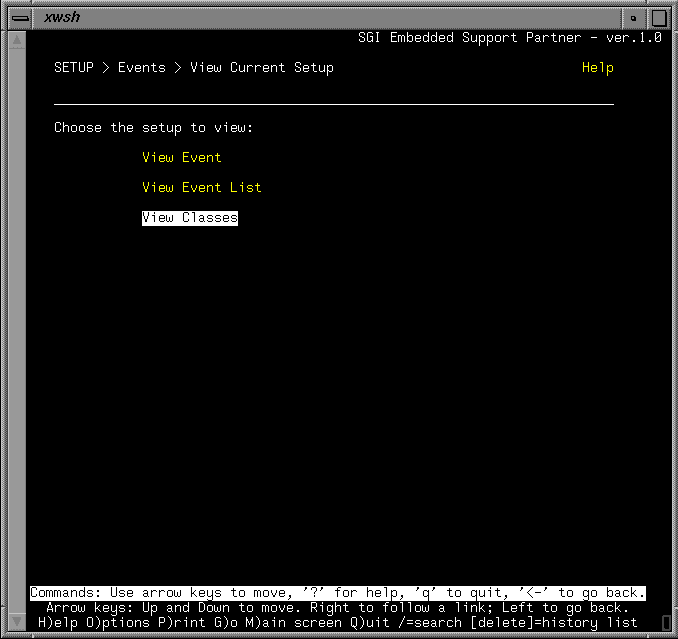 xwsh
SGI Embedded Support Partner - ver.1.0
SETUP > Events > View Current Setup Help
Choose the setup to view:
View Event
View Event List
View Classes
Commands: Use arrow keys to move, '?' for help, 'q' to quit, '<-' to go back.
Arrow keys: Up and Down to move. Right to follow a link; Left to go back.
H)elp O)ptions P)rint G)o M)ain screen Q)uit /=search [delete]=history list